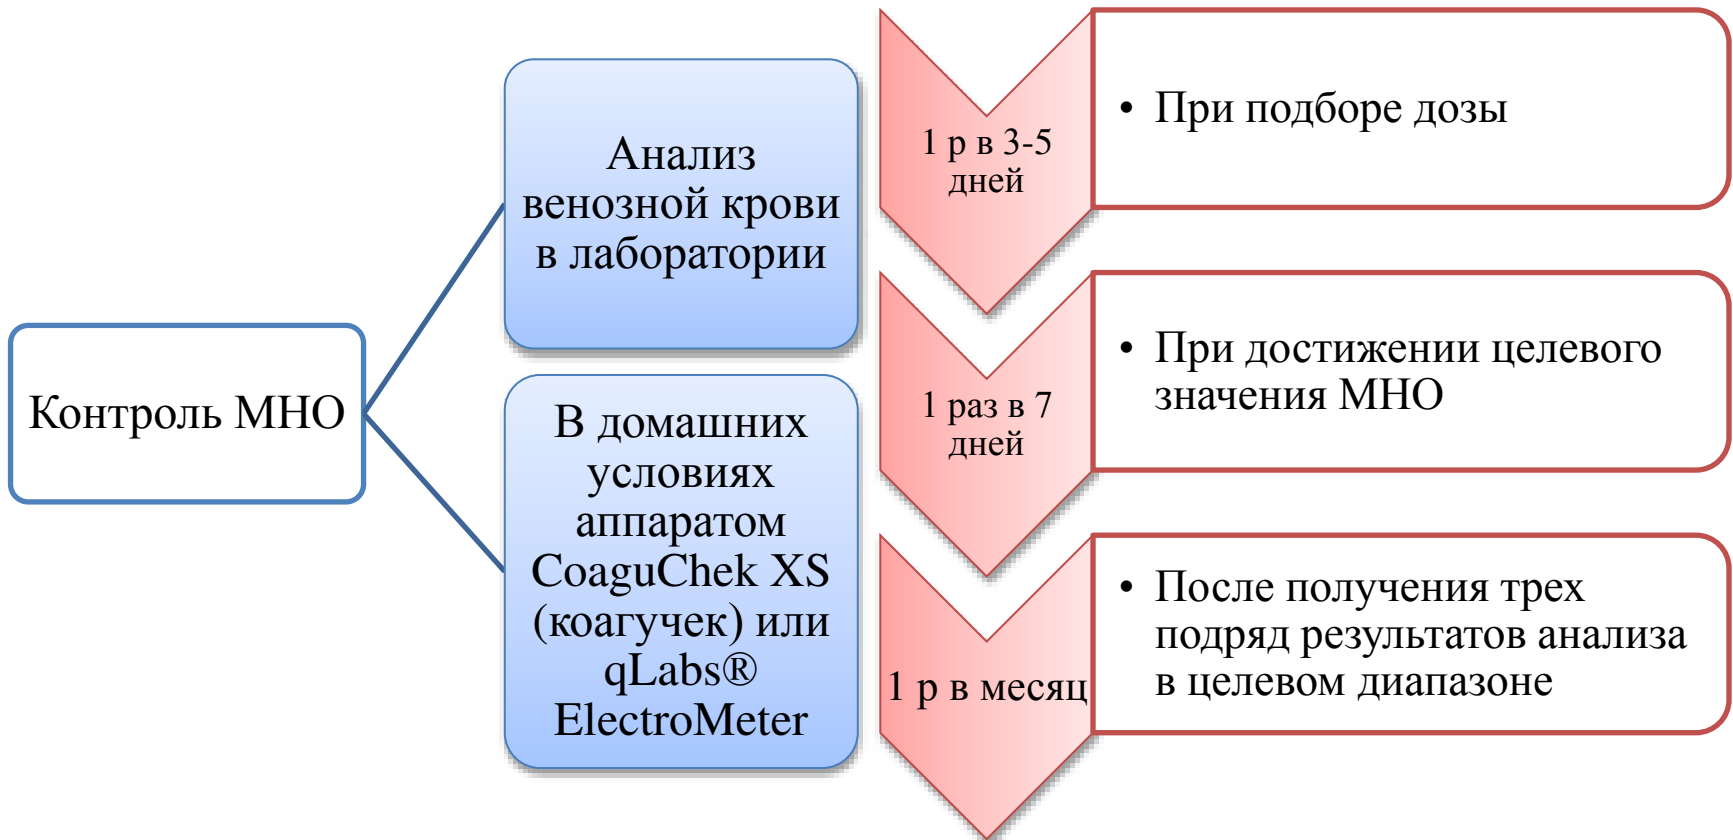 Контроль МНО
Анализ
венозной крови
в лаборатории
В домашних
условиях
аппаратом
CoaguChek XS
(коагучек) или
qLabs®
ElectroMeter
1 р в 3-5
дней
• При подборе дозы
1 раз в 7
дней
• При достижении целевого
значения МНО
1 р в месяц
• После получения трех
подряд результатов анализа
в целевом диапазоне